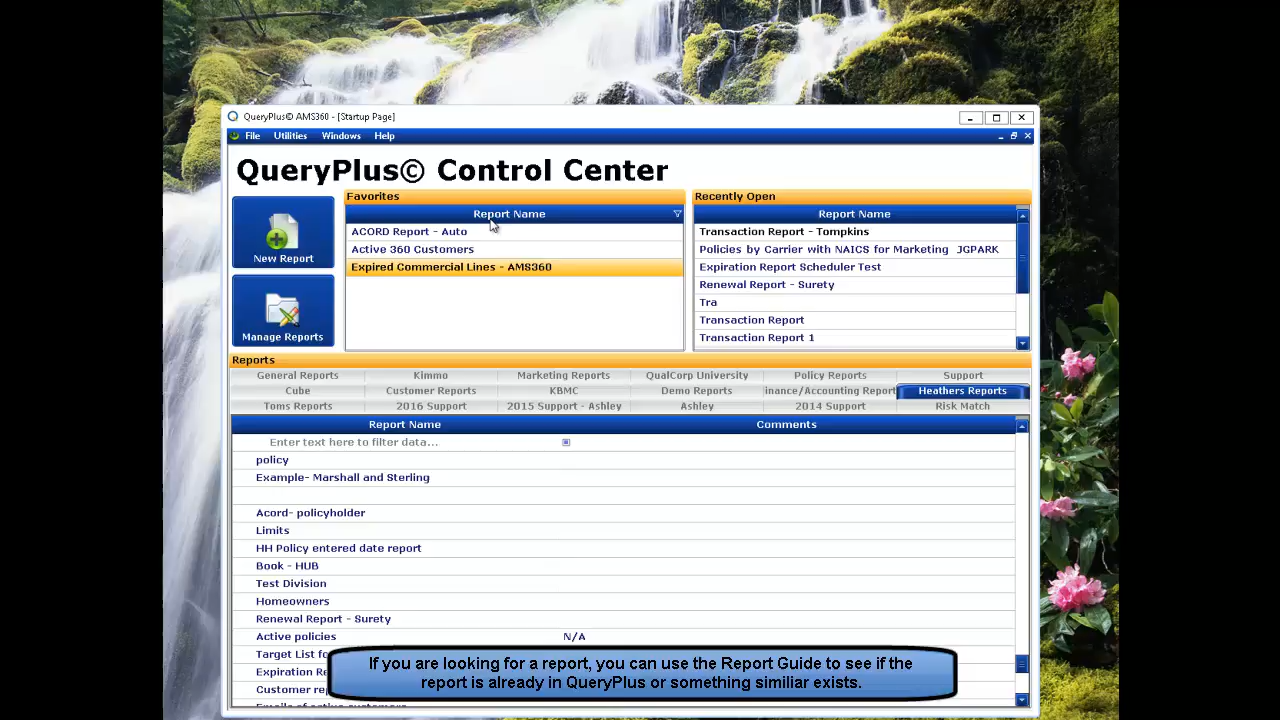 QueryPlus© AMS360 - [Startup Page]
File Utilities Windows Help
QueryPlus© Control Center
New Report
Manage Reports
Favorites
Report Name
ACORD Report - Auto
Active 360 Customers
Expired Commercial Lines - AMS360
Recently Open
Report Name
Transaction Report - Tompkins
Policies by Carrier with NAICS for Marketing JGPARK
Expiration Report Scheduler Test
Renewal Report - Surety
Tra
Transaction Report
Transaction Report 1
Reports
General Reports Kimmo Marketing Reports QualCorp University Policy Reports Support
Cube Customer Reports KBMC Demo Reports inance/Accounting Report Heathers Reports
Toms Reports 2016 Support 2015 Support - Ashley Ashley 2014 Support Risk Match
Report Name Comments
Enter text here to filter data...
policy
Example- Marshall and Sterling
Acord- policyholder
Limits
HH Policy entered date report
Book - HUB
Test Division
Homeowners
Renewal Report - Surety
Active policies N/A
Target List fo
Expiration Re
Customer rep
If you are looking for a report, you can use the Report Guide to see if the
report is already in QueryPlus or something similiar exists.